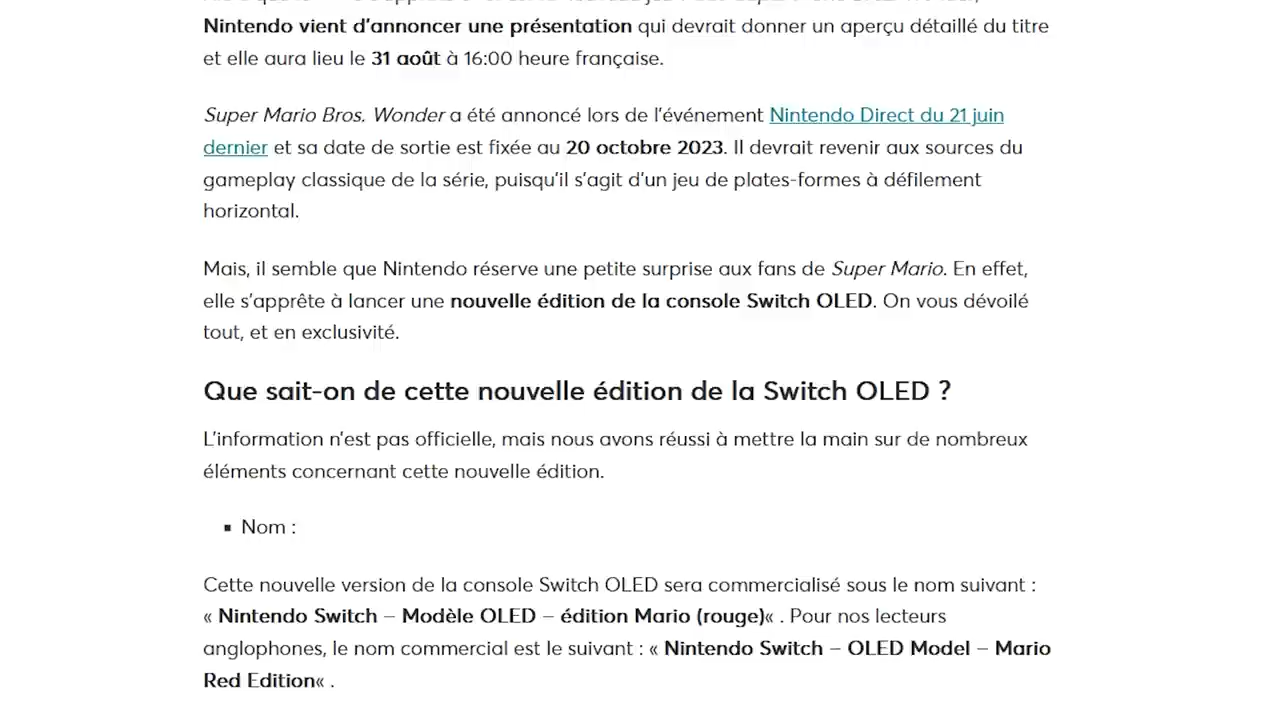 Nintendo vient d'annoncer une présentation qui devrait donner un aperçu détaillé du titre
et elle aura lieu le 31 août à 16:00 heure française.
Super Mario Bros. Wonder a été annoncé lors de l'événement Nintendo Direct du 21 juin
dernier et sa date de sortie est fixée au 20 octobre 2023. Il devrait revenir aux sources du
gameplay classique de la série, puisqu'il s'agit d'un jeu de plates-formes à défilement
horizontal.
Mais, il semble que Nintendo réserve une petite surprise aux fans de Super Mario. En effet,
elle s'apprête à lancer une nouvelle édition de la console Switch OLED. On vous dévoilé
tout, et en exclusivité.
Que sait-on de cette nouvelle édition de la Switch OLED ?
L'information n'est pas officielle, mais nous avons réussi à mettre la main sur de nombreux
éléments concernant cette nouvelle édition.
▪ Nom :
Cette nouvelle version de la console Switch OLED sera commercialisé sous le nom suivant :
« Nintendo Switch – Modèle OLED – édition Mario (rouge)« . Pour nos lecteurs
anglophones, le nom commercial est le suivant : « Nintendo Switch – OLED Model – Mario
Red Edition« .